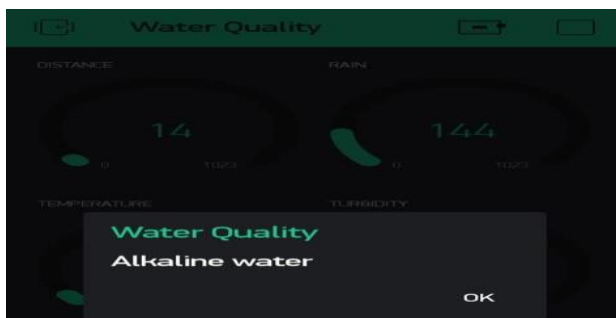 Water Quality
DISTANCE
RAIN
14
144
0
1023
0
1023
TEMPERATURE
TURBIDITY
Water Quality
Alkaline water
OK